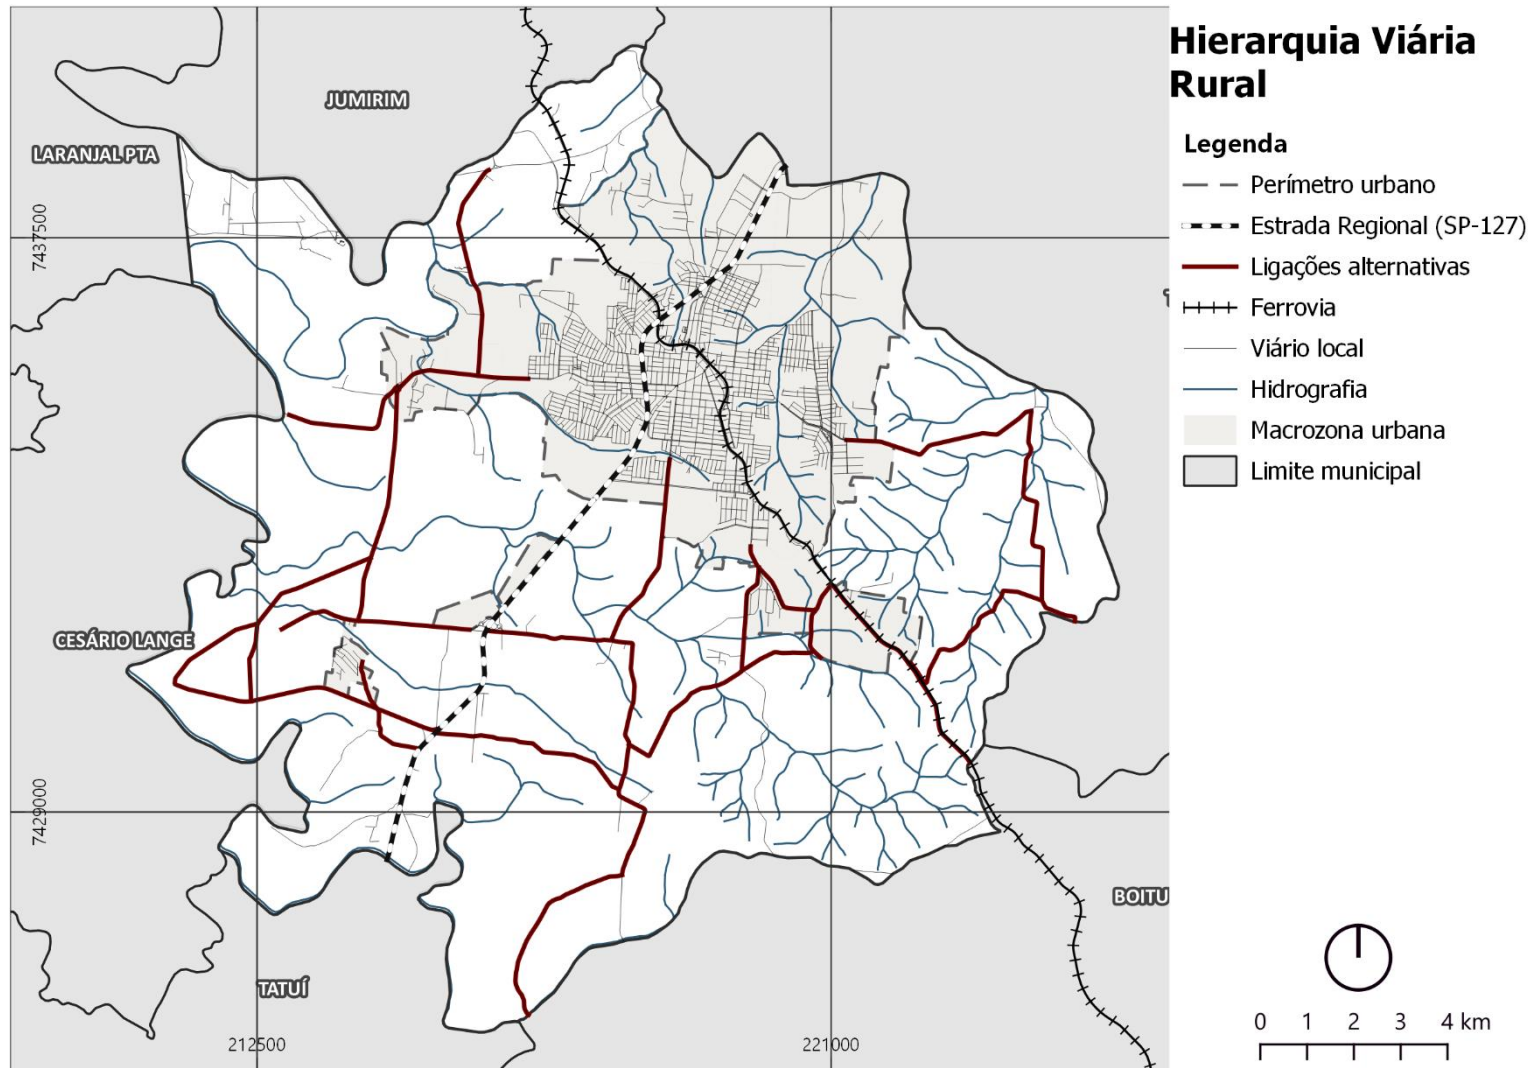 Hierarquia Viária
Rural
Legenda
Perímetro urbano
Estrada Regional (SP-127)
Ligações alternativas
Ferrovia
Viário local
Hidrografia
Macrozona urbana
Limite municipal
JUMIRIM
LARANJAL PTA
7437500
CESÁRIO LANGE
7429000
BOITU
TATUÍ
212500
221000
0 1 2 3 4 km